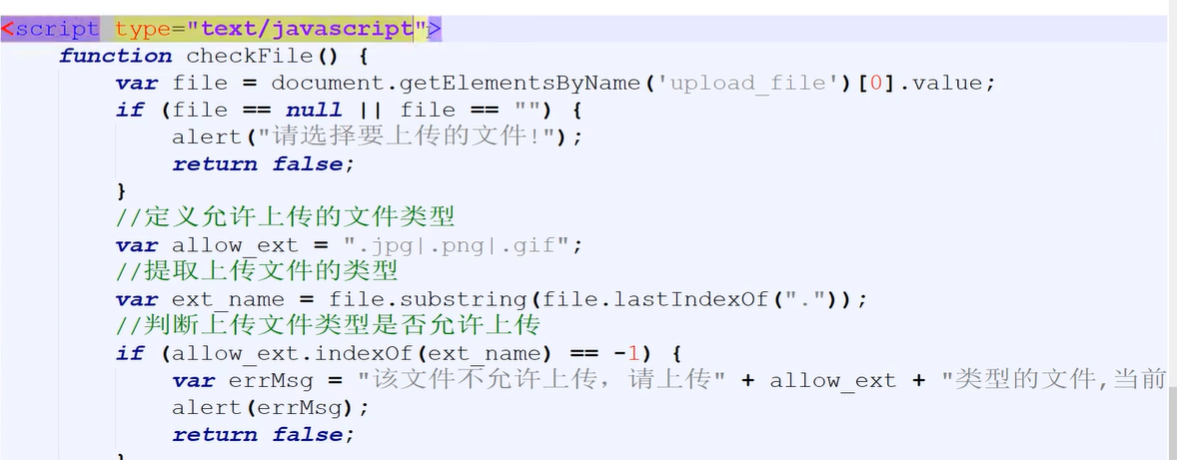 <script type="text/javascript">
function checkFile() {
var file = document.getElementsByName('upload_file')[0].value;
if (file == null || file == "") {
alert("请选择要上传的文件!");
return false;
}
//定义允许上传的文件类型
var allow_ext = ".jpg|.png|.gif";
//提取上传文件的类型
var ext_name = file.substring(file.lastIndexOf("."));
//判断上传文件类型是否允许上传
if (allow_ext.indexOf(ext_name) == -1) {
var errMsg = "该文件不允许上传，请上传" + allow_ext + "类型的文件,当前
alert(errMsg);
return false;